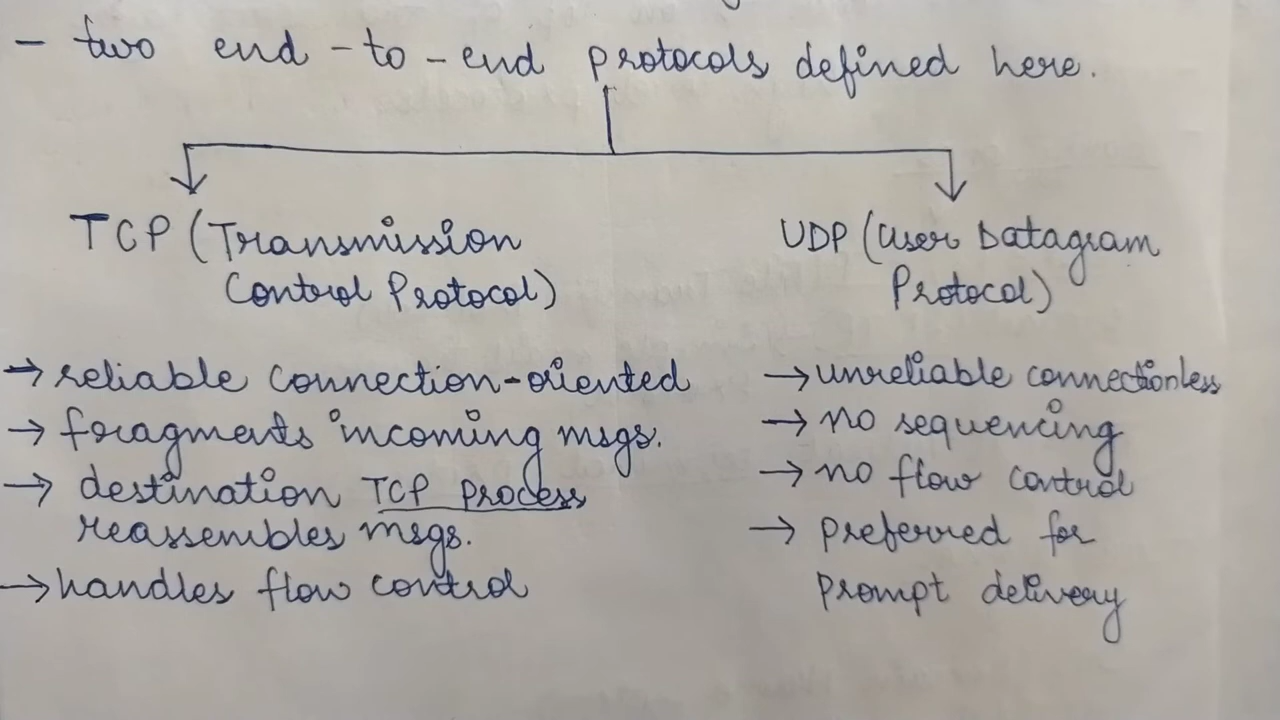 - two end-to-end protocols defined here.
TCP (Transmission
Control Protocol)
→ reliable connection-oriented
→ fragments incoming msgs.
→ destination TCP process
reassembles msgs.
→ handles flow control
UDP (User Datagram
Protocol)
→ unreliable connectionless
→ no sequencing
→ no flow control
→ preferred for
prompt delivery